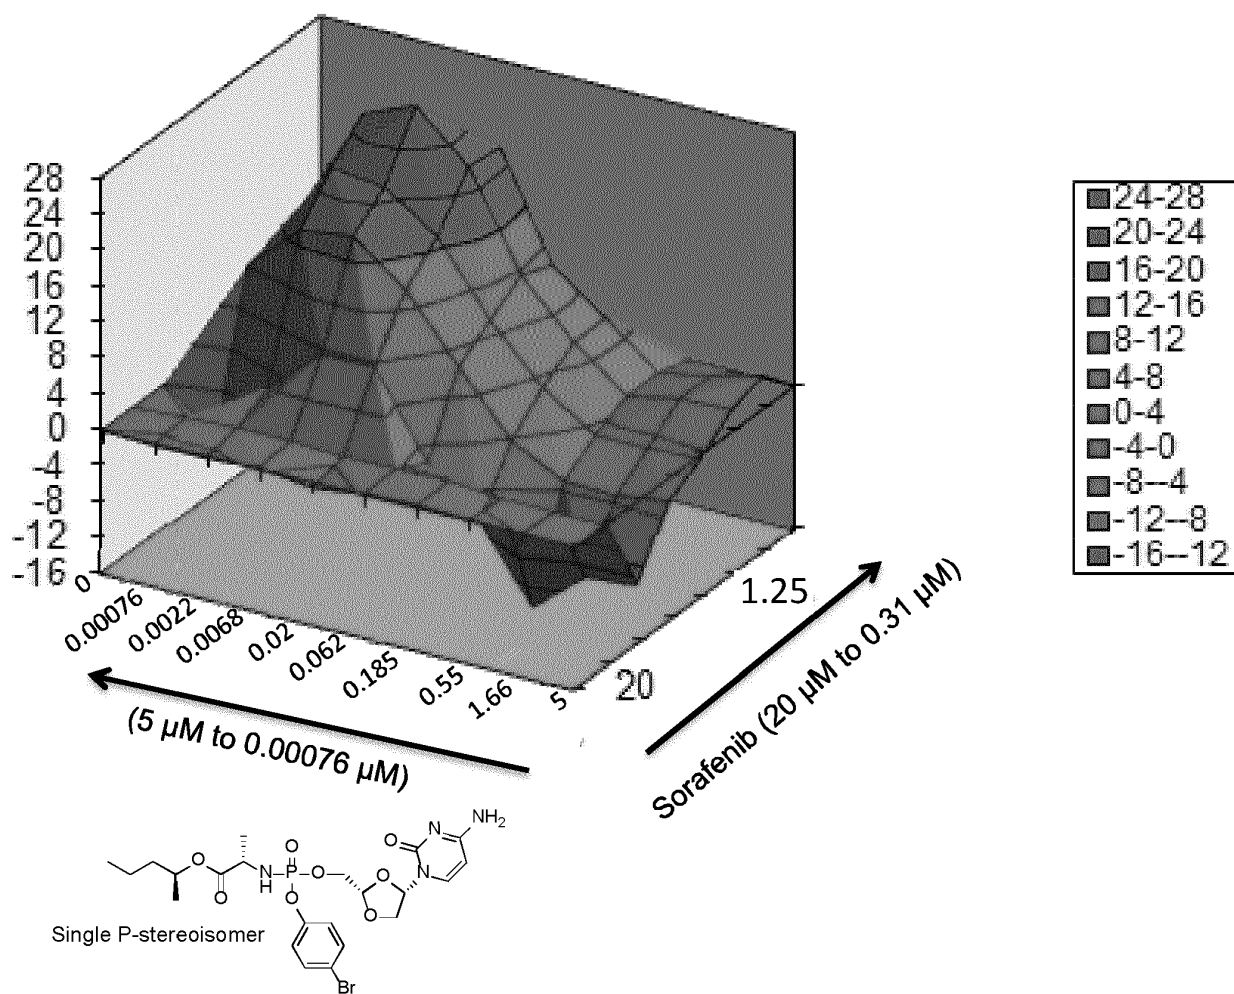 28
24
20
16
12
8
4
0
-4
-8
-12
-16
24-28
20-24
16-20
12-16
8-12
4-8
0-4
-4-0
-8--4
-12--8
-16--12
0
0.00076
0.0022
0.0068
0.02
0.062
0.185
0.55
1.66
5
20
1.25
(5 µM to 0.00076 µM)
Sorafenib (20 µM to 0.31 µM)
NH2
N
O
N
O
O
O
O
O
N
H
P
O
O
O
Single P-stereoisomer
Br